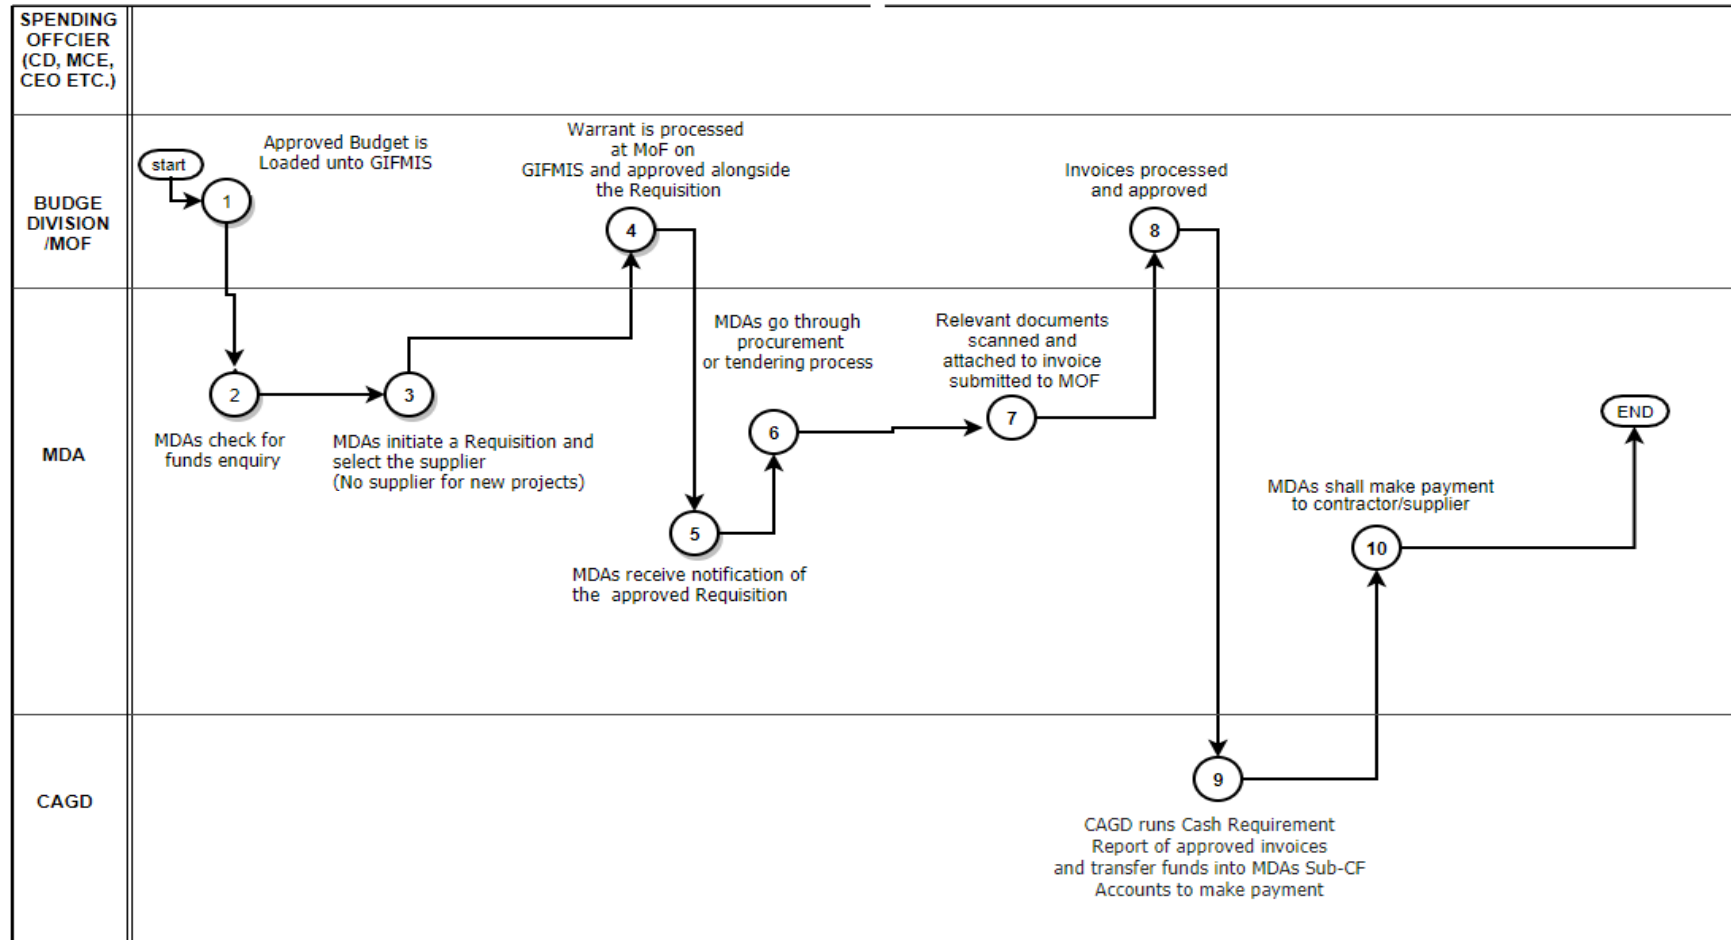 SPENDING
OFFCIER
(CD, MCE,
CEO ETC.)
BUDGE
DIVISION
/MOF
MDA
CAGD
start
1
Approved Budget is
Loaded unto GIFMIS
2
MDAs check for
funds enquiry
3
MDAs initiate a Requisition and
select the supplier
(No supplier for new projects)
Warrant is processed
at MoF on
GIFMIS and approved alongside
the Requisition
4
5
MDAs receive notification of
the approved Requisition
MDAs go through
procurement
or tendering process
6
Relevant documents
scanned and
attached to invoice
submitted to MOF
7
Invoices processed
and approved
8
9
CAGD runs Cash Requirement
Report of approved invoices
and transfer funds into MDAs Sub-CF
Accounts to make payment
MDAs shall make payment
to contractor/supplier
10
END